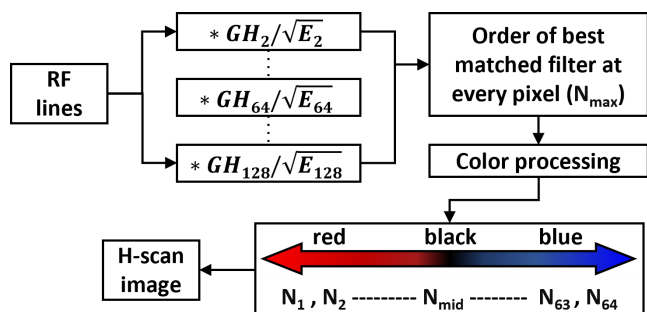 RF
lines
∗ GH₂/√E₂
∗ GH₆₄/√E₆₄
∗ GH₁₂₈/√E₁₂₈
Order of best
matched filter at
every pixel (Nₘₐₓ)
Color processing
red black blue
N₁ , N₂ ---------- N_mid -------- N₆₃ , N₆₄
H-scan
image